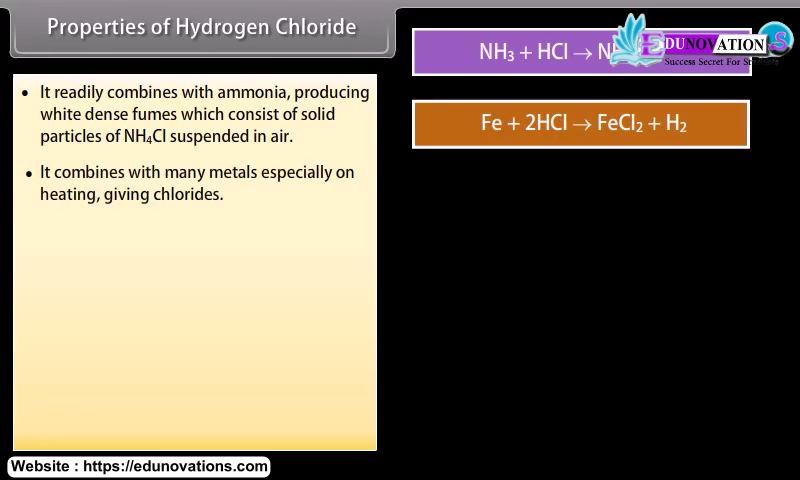 Properties of Hydrogen Chloride
• It readily combines with ammonia, producing
white dense fumes which consist of solid
particles of NH₄Cl suspended in air.
• It combines with many metals especially on
heating, giving chlorides.
NH₃ + HCl →
EDUNOVATION.S
Success Secret For
Fe + 2HCl → FeCl₂ + H₂
Website : https://edunovations.com